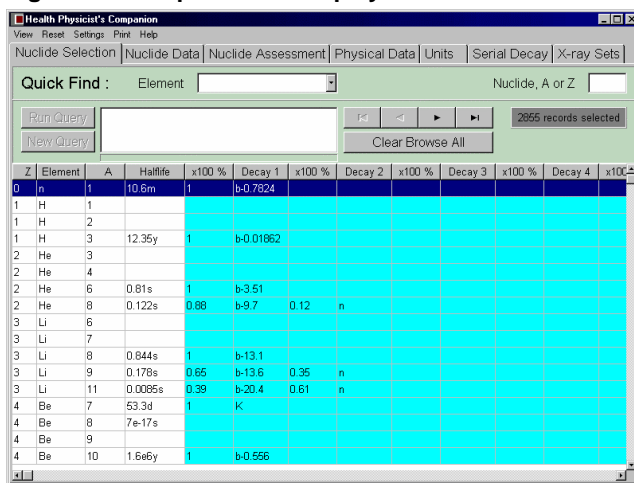 Health Physicist's Companion
View Reset Settings Print Help
Nuclide Selection Nuclide Data Nuclide Assessment Physical Data Units Serial Decay X-ray Sets
Quick Find : Element Nuclide, A or Z
Run Query 2855 records selected
New Query Clear Browse All
Z Element A Halflife x100 % Decay 1 x100 % Decay 2 x100 % Decay 3 x100 % Decay 4
0 n 1 10.6m 1 b-0.7824
1 H 1
1 H 2
1 H 3 12.35y 1 b-0.01862
2 He 3
2 He 4
2 He 6 0.81s 1 b-3.51
2 He 8 0.122s 0.88 b-9.7 0.12 n
3 Li 6
3 Li 7
3 Li 8 0.844s 1 b-13.1
3 Li 9 0.178s 0.65 b-13.6 0.35 n
3 Li 11 0.0085s 0.39 b-20.4 0.61 n
4 Be 7 53.3d 1 K
4 Be 8 7e-17s
4 Be 9
4 Be 10 1.6e6y 1 b-0.556